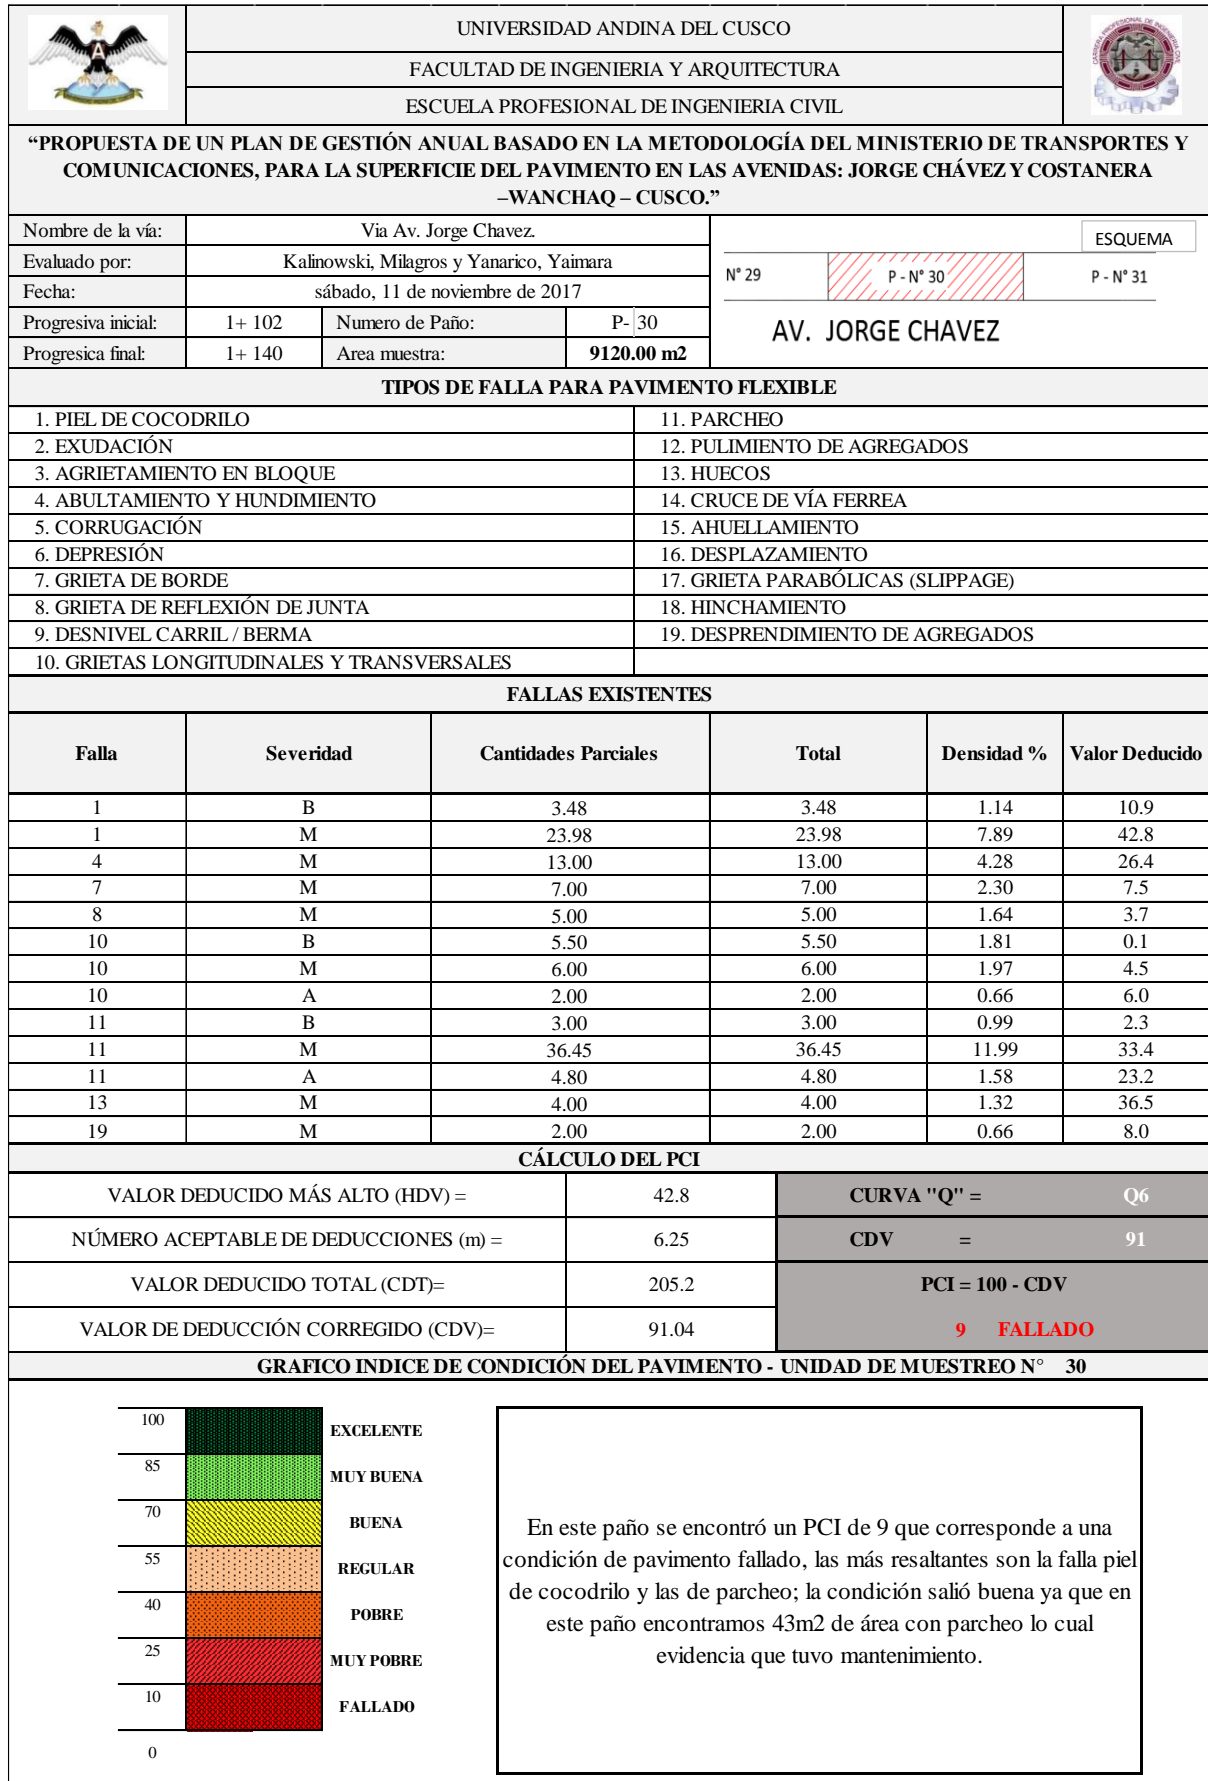 UNIVERSIDAD ANDINA DEL CUSCO
FACULTAD DE INGENIERIA Y ARQUITECTURA
ESCUELA PROFESIONAL DE INGENIERIA CIVIL
“PROPUESTA DE UN PLAN DE GESTIÓN ANUAL BASADO EN LA METODOLOGÍA DEL MINISTERIO DE TRANSPORTES Y
COMUNICACIONES, PARA LA SUPERFICIE DEL PAVIMENTO EN LAS AVENIDAS: JORGE CHÁVEZ Y COSTANERA
–WANCHAQ – CUSCO.”
Nombre de la vía: Via Av. Jorge Chavez.
Evaluado por: Kalinowski, Milagros y Yanarico, Yaimara
Fecha: sábado, 11 de noviembre de 2017
Progresiva inicial: 1+ 102 Numero de Paño: P- 30
Progresica final: 1+ 140 Area muestra: 9120.00 m2
ESQUEMA
N° 29 P - N° 30 P - N° 31
AV. JORGE CHAVEZ
TIPOS DE FALLA PARA PAVIMENTO FLEXIBLE
1. PIEL DE COCODRILO 11. PARCHEO
2. EXUDACIÓN 12. PULIMIENTO DE AGREGADOS
3. AGRIETAMIENTO EN BLOQUE 13. HUECOS
4. ABULTAMIENTO Y HUNDIMIENTO 14. CRUCE DE VÍA FERREA
5. CORRUGACIÓN 15. AHUELLAMIENTO
6. DEPRESIÓN 16. DESPLAZAMIENTO
7. GRIETA DE BORDE 17. GRIETA PARABÓLICAS (SLIPPAGE)
8. GRIETA DE REFLEXIÓN DE JUNTA 18. HINCHAMIENTO
9. DESNIVEL CARRIL / BERMA 19. DESPRENDIMIENTO DE AGREGADOS
10. GRIETAS LONGITUDINALES Y TRANSVERSALES
FALLAS EXISTENTES
Falla Severidad Cantidades Parciales Total Densidad % Valor Deducido
1 B 3.48 3.48 1.14 10.9
1 M 23.98 23.98 7.89 42.8
4 M 13.00 13.00 4.28 26.4
7 M 7.00 7.00 2.30 7.5
8 M 5.00 5.00 1.64 3.7
10 B 5.50 5.50 1.81 0.1
10 M 6.00 6.00 1.97 4.5
10 A 2.00 2.00 0.66 6.0
11 B 3.00 3.00 0.99 2.3
11 M 36.45 36.45 11.99 33.4
11 A 4.80 4.80 1.58 23.2
13 M 4.00 4.00 1.32 36.5
19 M 2.00 2.00 0.66 8.0
CÁLCULO DEL PCI
VALOR DEDUCIDO MÁS ALTO (HDV) = 42.8 CURVA "Q" = Q6
NÚMERO ACEPTABLE DE DEDUCCIONES (m) = 6.25 CDV = 91
VALOR DEDUCIDO TOTAL (CDT)= 205.2 PCI = 100 - CDV
VALOR DE DEDUCCIÓN CORREGIDO (CDV)= 91.04 9 FALLADO
GRAFICO INDICE DE CONDICIÓN DEL PAVIMENTO - UNIDAD DE MUESTREO N° 30
100 EXCELENTE
85 MUY BUENA
70 BUENA
55 REGULAR
40 POBRE
25 MUY POBRE
10 FALLADO
0
En este paño se encontró un PCI de 9 que corresponde a una
condición de pavimento fallado, las más resaltantes son la falla piel
de cocodrilo y las de parcheo; la condición salió buena ya que en
este paño encontramos 43m2 de área con parcheo lo cual
evidencia que tuvo mantenimiento.